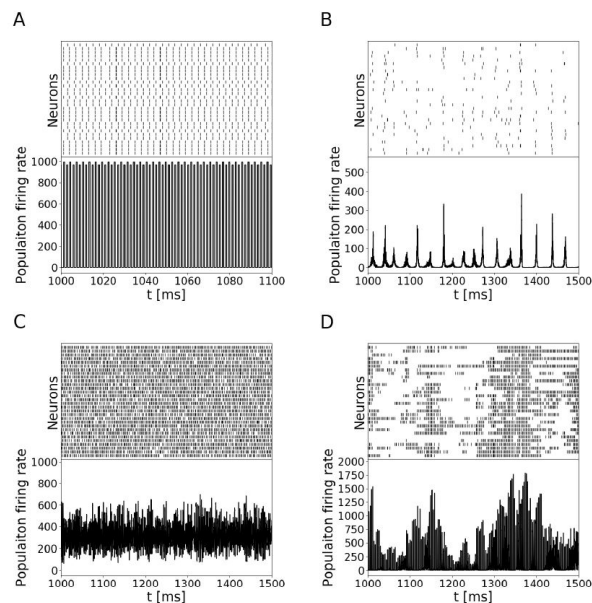 A
Neurons
Populaiton firing rate
1000
800
600
400
200
0
1000 1020 1040 1060 1080 1100
t [ms]
B
Neurons
Populaiton firing rate
500
400
300
200
100
0
1000 1100 1200 1300 1400 1500
t [ms]
C
Neurons
Populaiton firing rate
1000
800
600
400
200
0
1000 1100 1200 1300 1400 1500
t [ms]
D
Neurons
Populaiton firing rate
2000
1750
1500
1250
1000
750
500
250
0
1000 1100 1200 1300 1400 1500
t [ms]